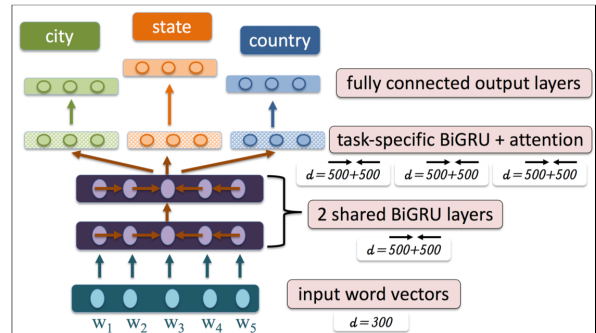 city
state
country
fully connected output layers
task-specific BiGRU + attention
d = 500+500
d = 500+500
d = 500+500
2 shared BiGRU layers
d = 500+500
input word vectors
w1 w2 w3 w4 w5
d = 300